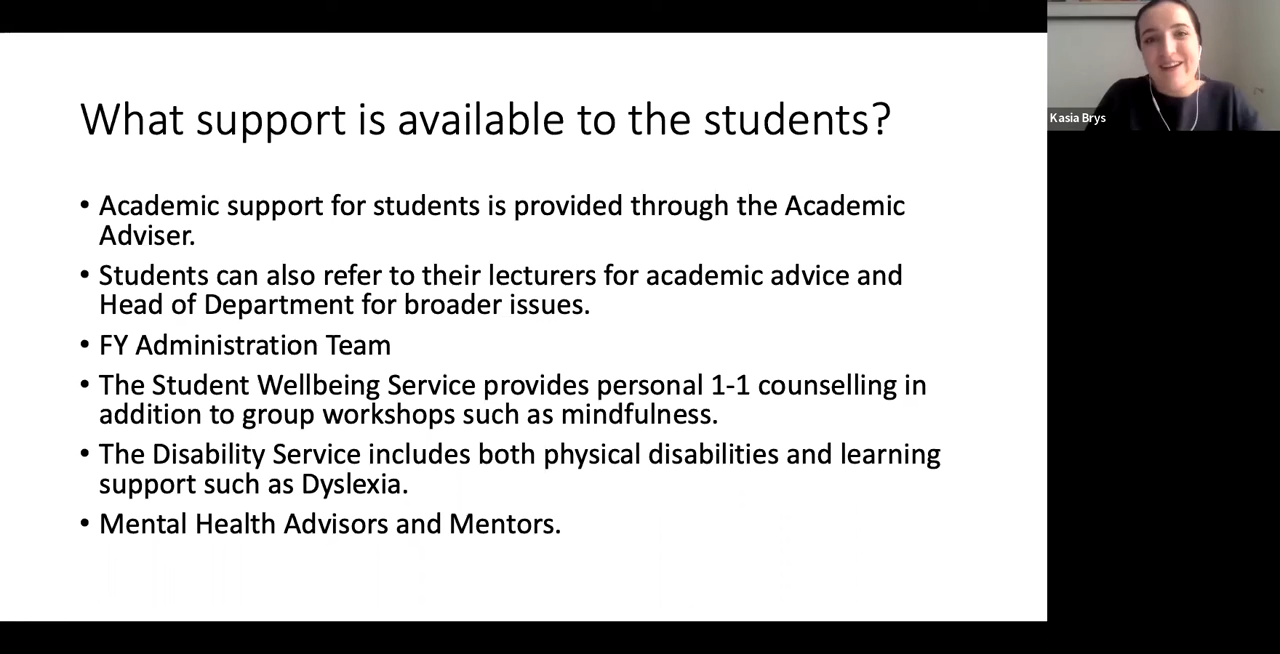 What support is available to the students?
• Academic support for students is provided through the Academic
Adviser.
• Students can also refer to their lecturers for academic advice and
Head of Department for broader issues.
• FY Administration Team
• The Student Wellbeing Service provides personal 1-1 counselling in
addition to group workshops such as mindfulness.
• The Disability Service includes both physical disabilities and learning
support such as Dyslexia.
• Mental Health Advisors and Mentors.
Kasia Brys